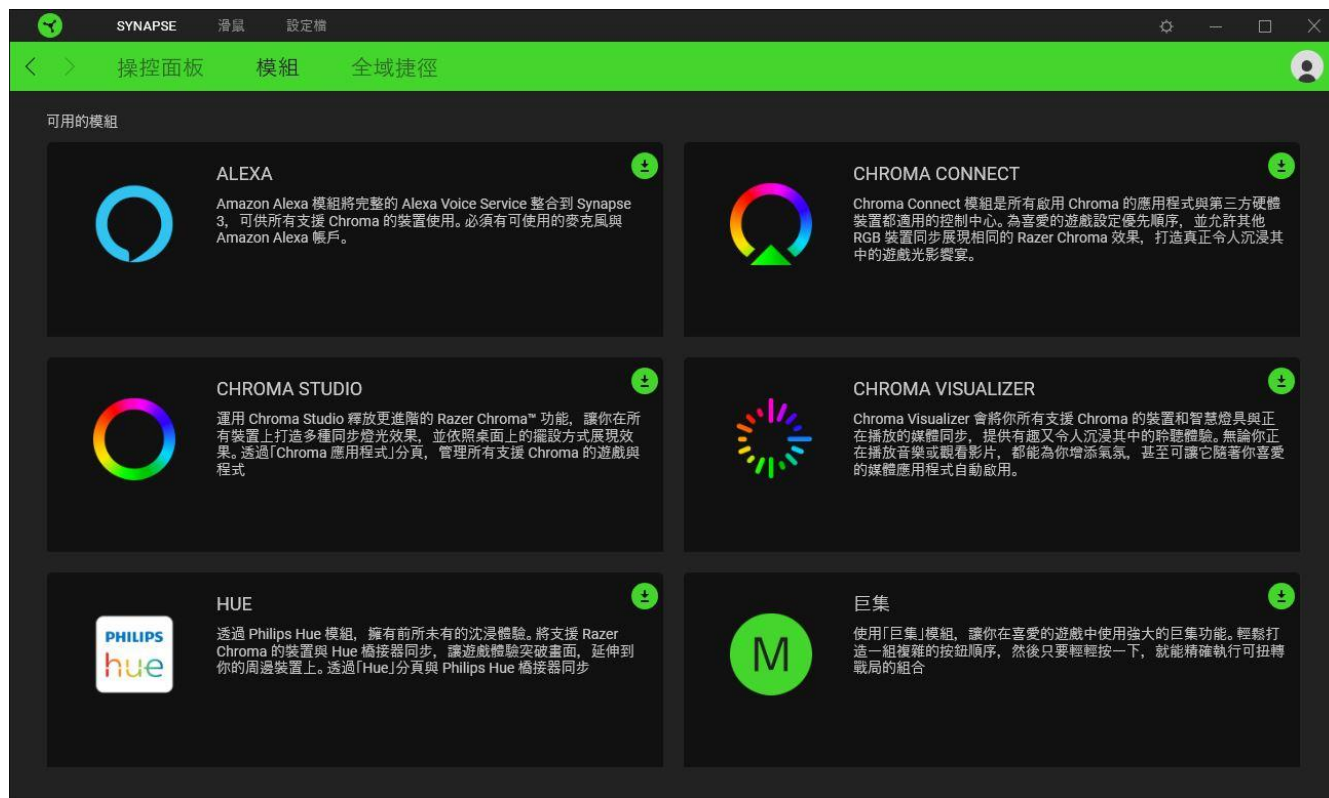 SYNAPSE 滑鼠 設定檔
操控面板 模組 全域捷徑
可用的模組
ALEXA
Amazon Alexa 模組將完整的 Alexa Voice Service 整合到 Synapse
3，可供所有支援 Chroma 的裝置使用。必須有可使用的麥克風與
Amazon Alexa 帳戶。
CHROMA CONNECT
Chroma Connect 模組是所有啟用 Chroma 的應用程式與第三方硬體
裝置都適用的控制中心。為喜愛的遊戲設定優先順序，並允許其他
RGB 裝置同步展現相同的 Razer Chroma 效果，打造真正令人沉浸其
中的遊戲光影饗宴。
CHROMA STUDIO
運用 Chroma Studio 釋放更進階的 Razer Chroma™ 功能，讓你在所
有裝置上打造多種同步燈光效果，並依照桌面上的擺設方式展現效
果。透過「Chroma 應用程式」分頁，管理所有支援 Chroma 的遊戲與
程式
CHROMA VISUALIZER
Chroma Visualizer 會將你所有支援 Chroma 的裝置和智慧燈具與正
在播放的媒體同步，提供有趣又令人沉浸其中的聆聽體驗。無論你正
在播放音樂或觀看影片，都能為你增添氣氛，甚至可讓它隨著你喜愛
的媒體應用程式自動啟用。
PHILIPS
hue
HUE
透過 Philips Hue 模組，擁有前所未有的沈浸體驗。將支援 Razer
Chroma 的裝置與 Hue 橋接器同步，讓遊戲體驗突破畫面，延伸到
你的周邊裝置上。透過「Hue」分頁與 Philips Hue 橋接器同步
M
巨集
使用「巨集」模組，讓你在喜愛的遊戲中使用強大的巨集功能。輕鬆打
造一組複雜的按鈕順序，然後只要輕輕按一下，就能精確執行可扭轉
戰局的組合